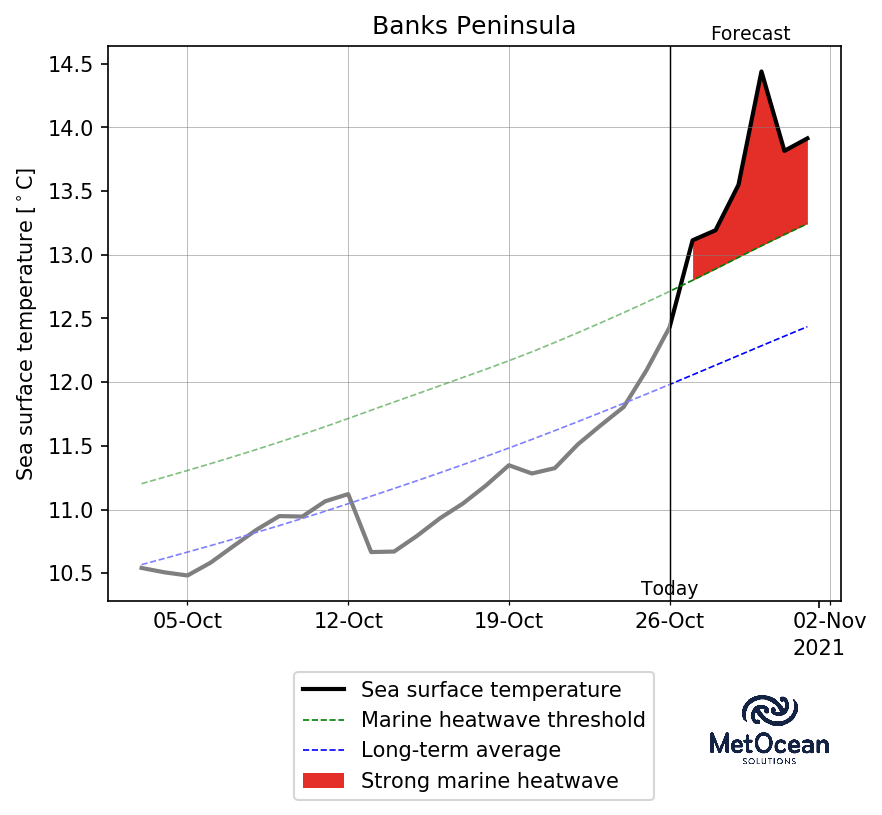 Banks Peninsula
Forecast
Sea surface temperature [°C]
14.5
14.0
13.5
13.0
12.5
12.0
11.5
11.0
10.5
Today
05-Oct 12-Oct 19-Oct 26-Oct 02-Nov
2021
Sea surface temperature
Marine heatwave threshold
Long-term average
Strong marine heatwave
MetOcean
SOLUTIONS